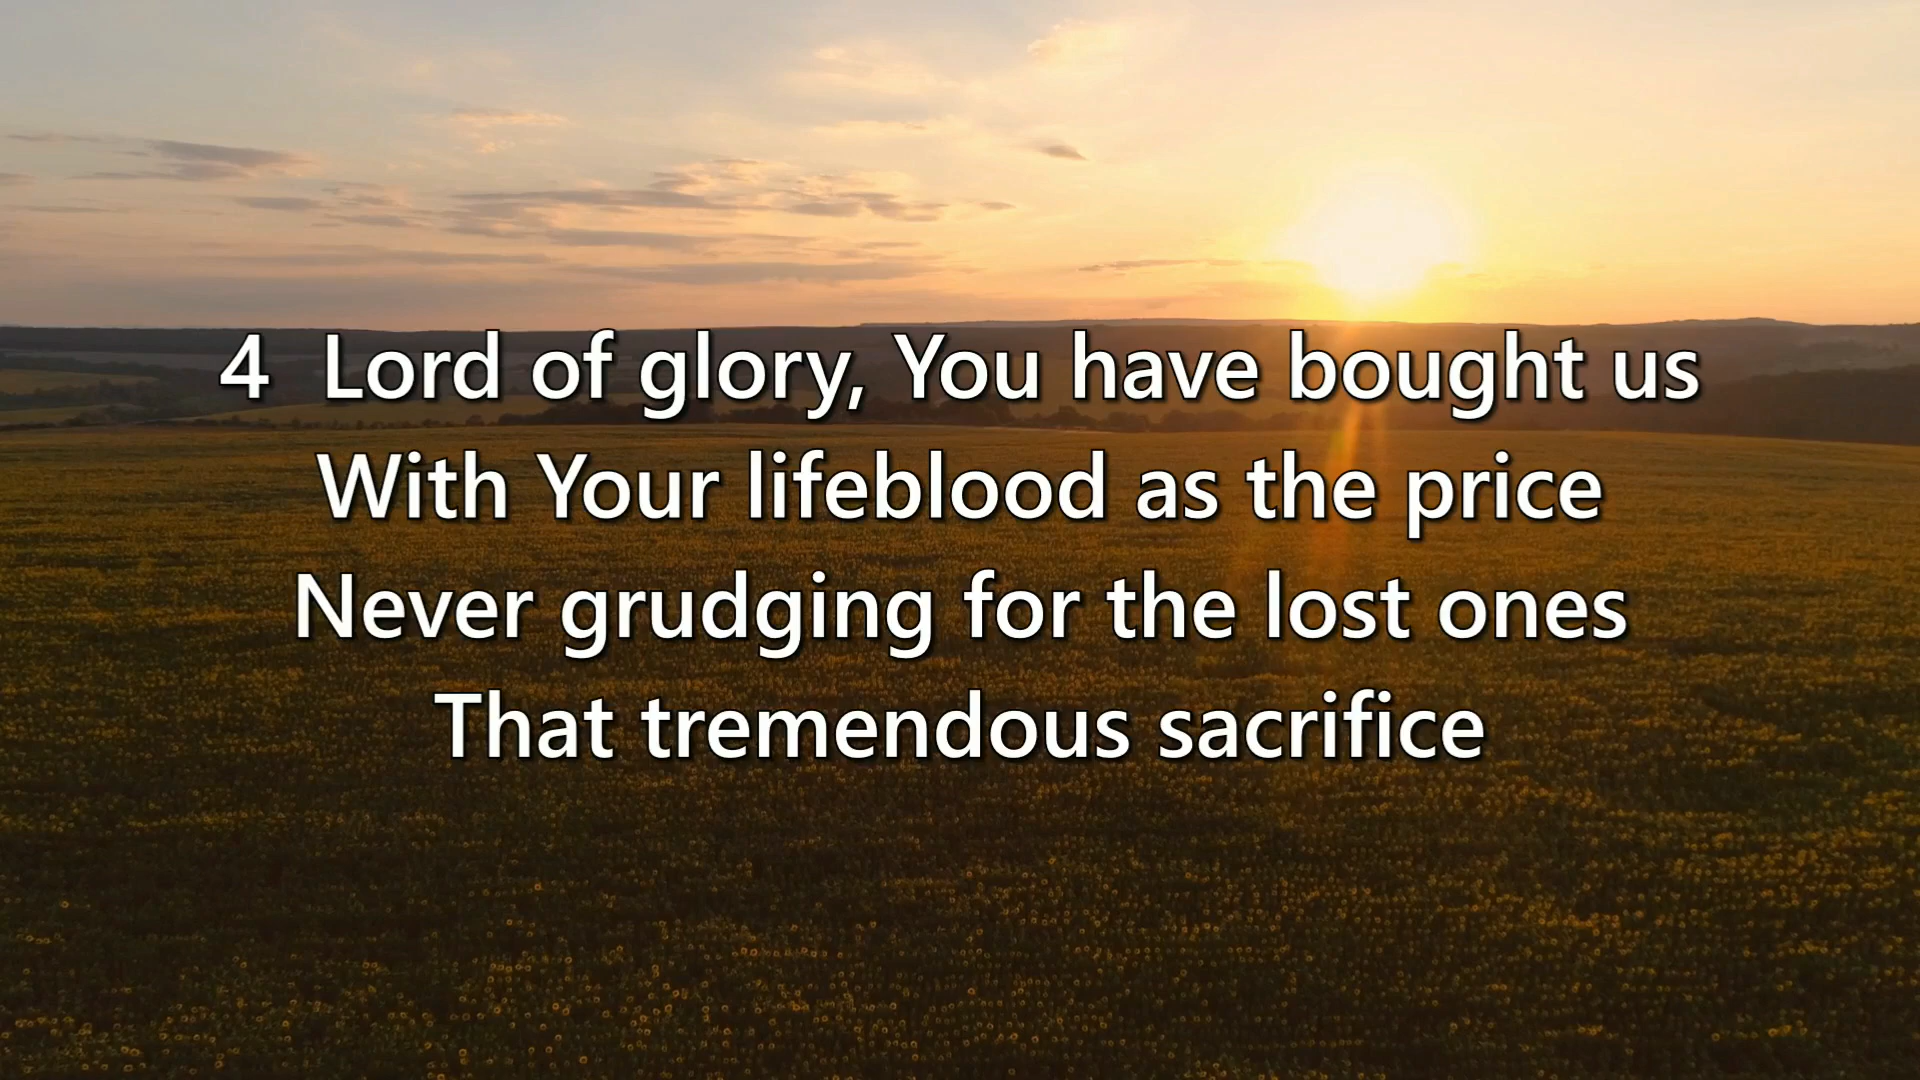 4 Lord of glory, You have bought us
With Your lifeblood as the price
Never grudging for the lost ones
That tremendous sacrifice